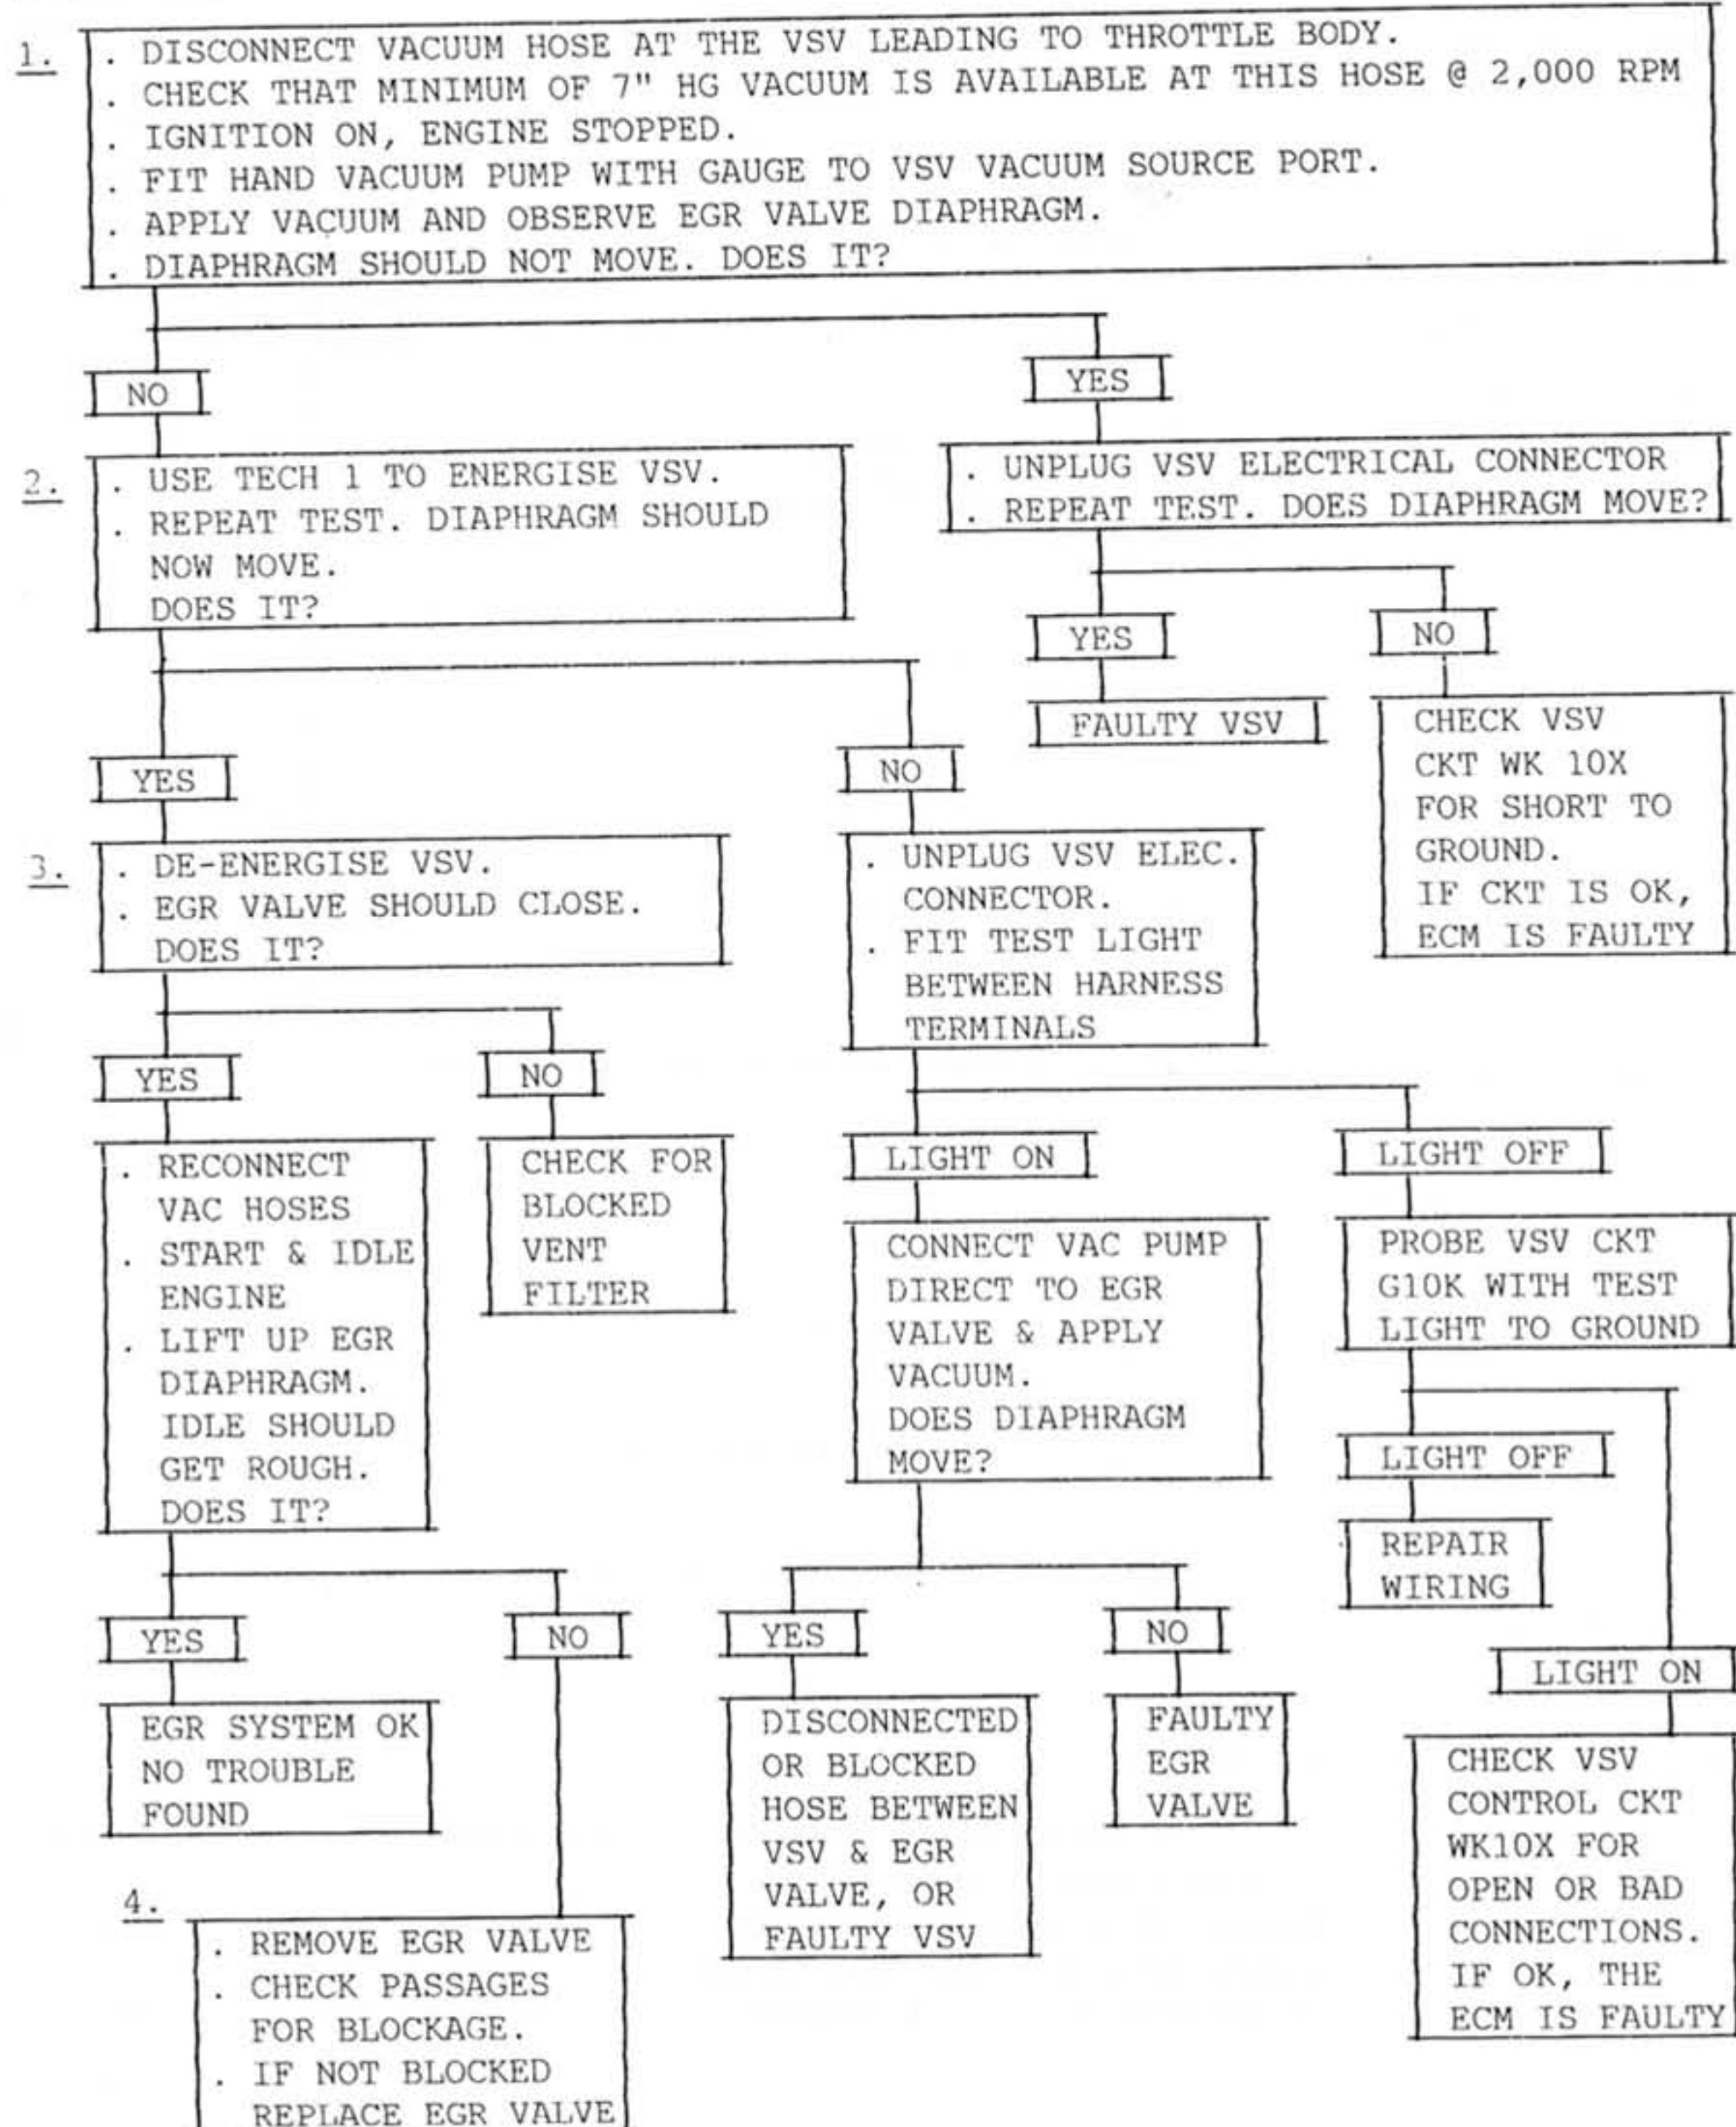 1.
. DISCONNECT VACUUM HOSE AT THE VSV LEADING TO THROTTLE BODY.
. CHECK THAT MINIMUM OF 7" HG VACUUM IS AVAILABLE AT THIS HOSE @ 2,000 RPM
. IGNITION ON, ENGINE STOPPED.
. FIT HAND VACUUM PUMP WITH GAUGE TO VSV VACUUM SOURCE PORT.
. APPLY VACUUM AND OBSERVE EGR VALVE DIAPHRAGM.
. DIAPHRAGM SHOULD NOT MOVE. DOES IT?
NO
YES
2.
. USE TECH 1 TO ENERGISE VSV.
. REPEAT TEST. DIAPHRAGM SHOULD
NOW MOVE.
DOES IT?
. UNPLUG VSV ELECTRICAL CONNECTOR
. REPEAT TEST. DOES DIAPHRAGM MOVE?
YES
NO
FAULTY VSV
CHECK VSV
CKT WK 10X
FOR SHORT TO
GROUND.
IF CKT IS OK,
ECM IS FAULTY
YES
NO
3.
. DE-ENERGISE VSV.
. EGR VALVE SHOULD CLOSE.
DOES IT?
. UNPLUG VSV ELEC.
CONNECTOR.
. FIT TEST LIGHT
BETWEEN HARNESS
TERMINALS
YES
NO
LIGHT ON
LIGHT OFF
. RECONNECT
VAC HOSES
. START & IDLE
ENGINE
. LIFT UP EGR
DIAPHRAGM.
IDLE SHOULD
GET ROUGH.
DOES IT?
CHECK FOR
BLOCKED
VENT
FILTER
CONNECT VAC PUMP
DIRECT TO EGR
VALVE & APPLY
VACUUM.
DOES DIAPHRAGM
MOVE?
PROBE VSV CKT
G10K WITH TEST
LIGHT TO GROUND
LIGHT OFF
REPAIR
WIRING
YES
NO
YES
NO
LIGHT ON
EGR SYSTEM OK
NO TROUBLE
FOUND
DISCONNECTED
OR BLOCKED
HOSE BETWEEN
VSV & EGR
VALVE, OR
FAULTY VSV
FAULTY
EGR
VALVE
CHECK VSV
CONTROL CKT
WK10X FOR
OPEN OR BAD
CONNECTIONS.
IF OK, THE
ECM IS FAULTY
4.
. REMOVE EGR VALVE
. CHECK PASSAGES
FOR BLOCKAGE.
. IF NOT BLOCKED
REPLACE EGR VALVE